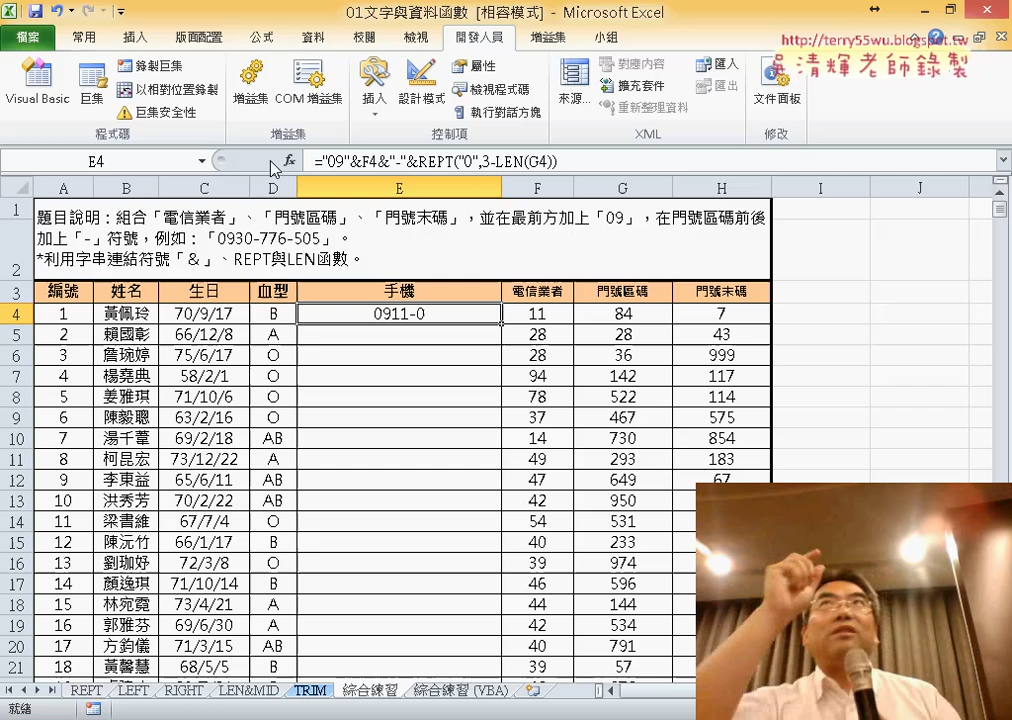 01文字與資料函數 [相容模式] - Microsoft Excel
檔案 常用 插入 版面配置 公式 資料 校閱 檢視 開發人員 增益集 小組
http://terry55wu.blogspot.tw
吳清輝老師錄製
Visual Basic 巨集 錄製巨集 以相對位置錄製 巨集安全性 程式碼
增益集 COM 增益集 增益集
插入 設計模式 屬性 檢視程式碼 執行對話方塊 控制項
來源... 對應內容 擴充套件 重新整理資料 匯入 匯出 XML
文件面板 修改
E4 fx ="09"&F4&"-"&REPT("0",3-LEN(G4))
A B C D E F G H I J
1 題目說明：組合「電信業者」、「門號區碼」、「門號末碼」，並在最前方加上「09」，在門號區碼前後
加上「-」符號，例如：「0930-776-505」。
2 *利用字串連結符號「&」、REPT與LEN函數。
3 編號 姓名 生日 血型 手機 電信業者 門號區碼 門號末碼
4 1 黃佩玲 70/9/17 B 0911-0 11 84 7
5 2 賴國彰 66/12/8 A 28 28 43
6 3 詹琬婷 75/6/17 O 28 36 999
7 4 楊堯典 58/2/1 O 94 142 117
8 5 姜雅琪 71/10/6 O 78 522 114
9 6 陳毅聰 63/2/16 O 37 467 575
10 7 湯千葦 69/2/18 AB 14 730 854
11 8 柯昆宏 73/12/22 A 49 293 183
12 9 李東益 65/6/11 AB 47 649 67
13 10 洪秀芳 70/2/22 AB 42 950
14 11 梁書維 67/7/4 O 54 531
15 12 陳沅竹 66/1/17 B 40 233
16 13 劉珈妤 72/3/8 O 39 974
17 14 顏逸琪 71/10/14 B 46 596
18 15 林宛霓 73/4/21 A 44 144
19 16 郭雅芬 69/6/30 A 42 534
20 17 方鈞儀 71/3/15 AB 40 791
21 18 黃馨慧 68/5/5 B 39 57
REPT LEFT RIGHT LEN&MID TRIM 綜合練習 綜合練習 (VBA)
就緒